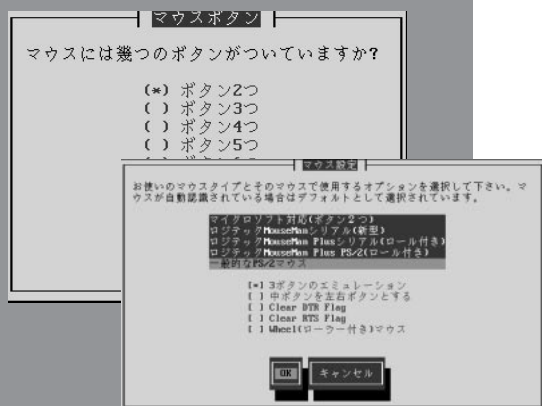 マウスボタン
マウスには幾つのボタンがついていますか?
(*) ボタン2つ
( ) ボタン3つ
( ) ボタン4つ
( ) ボタン5つ
マウス設定
お使いのマウスタイプとそのマウスで使用するオプションを選択して下さい。マ
ウスが自動認識されている場合はデフォルトとして選択されています。
マイクロソフト対応(ボタン2つ)
ロジテックMouseManシリアル(新型)
ロジテックMouseMan Plusシリアル(ロール付き)
ロジテックMouseMan Plus PS/2(ロール付き)
一般的なPS/2マウス
[*] 3ボタンのエミュレーション
[ ] 中ボタンを左右ボタンとする
[ ] Clear DTR Flag
[ ] Clear RTS Flag
[ ] Wheel(ローラー付き)マウス
OK キャンセル